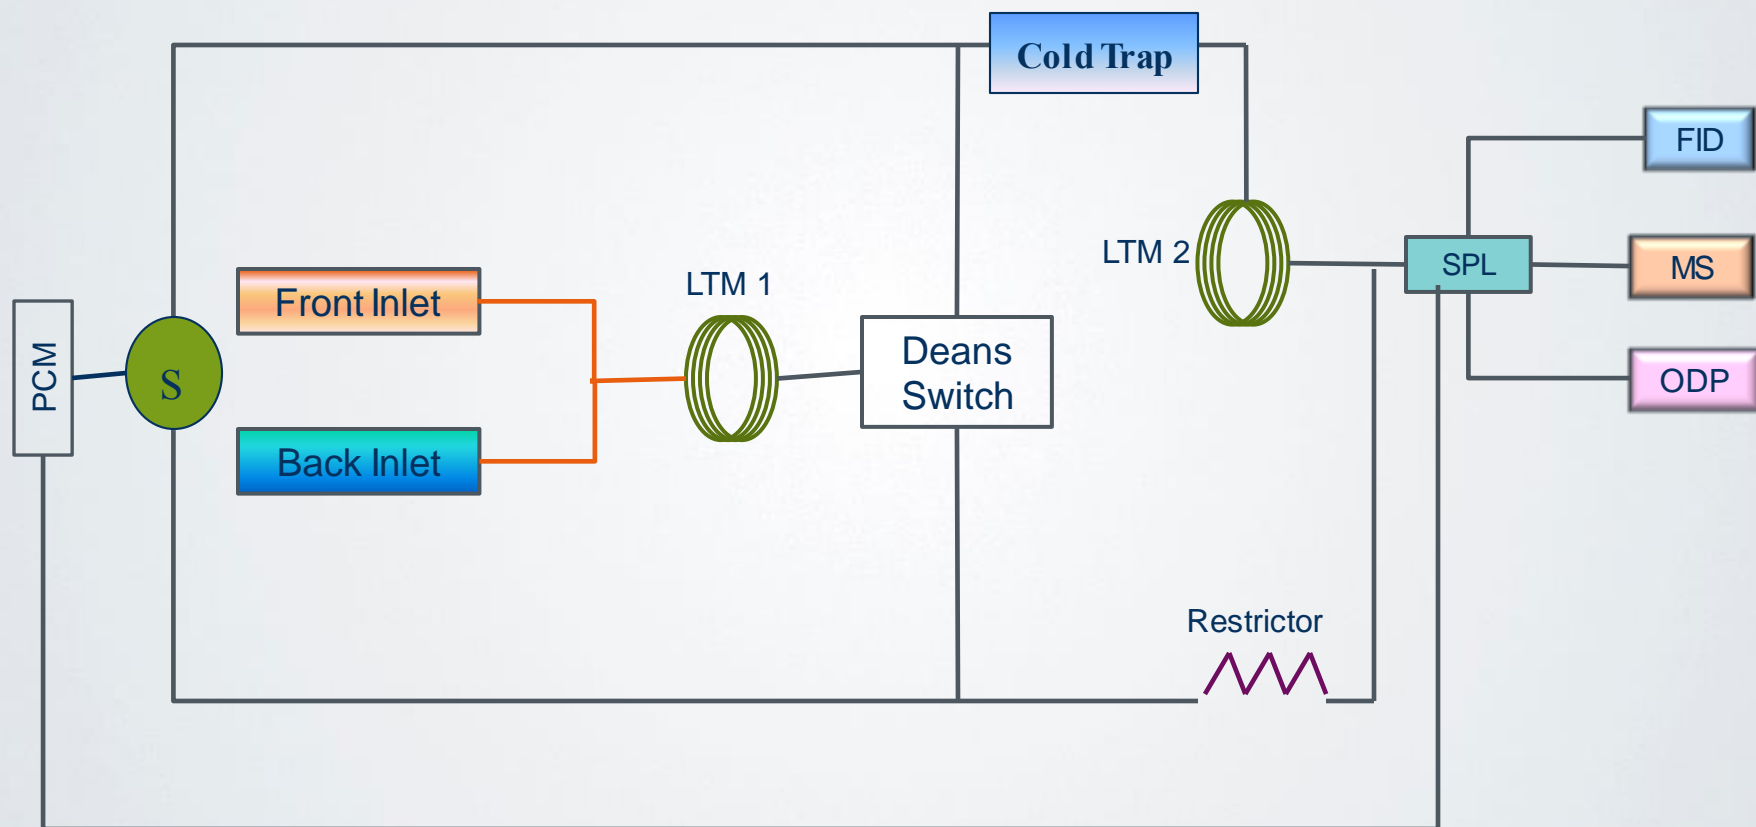 Cold Trap
FID
LTM 2
SPL
MS
LTM 1
Front Inlet
PCM
S
Deans
Switch
ODP
Back Inlet
Restrictor